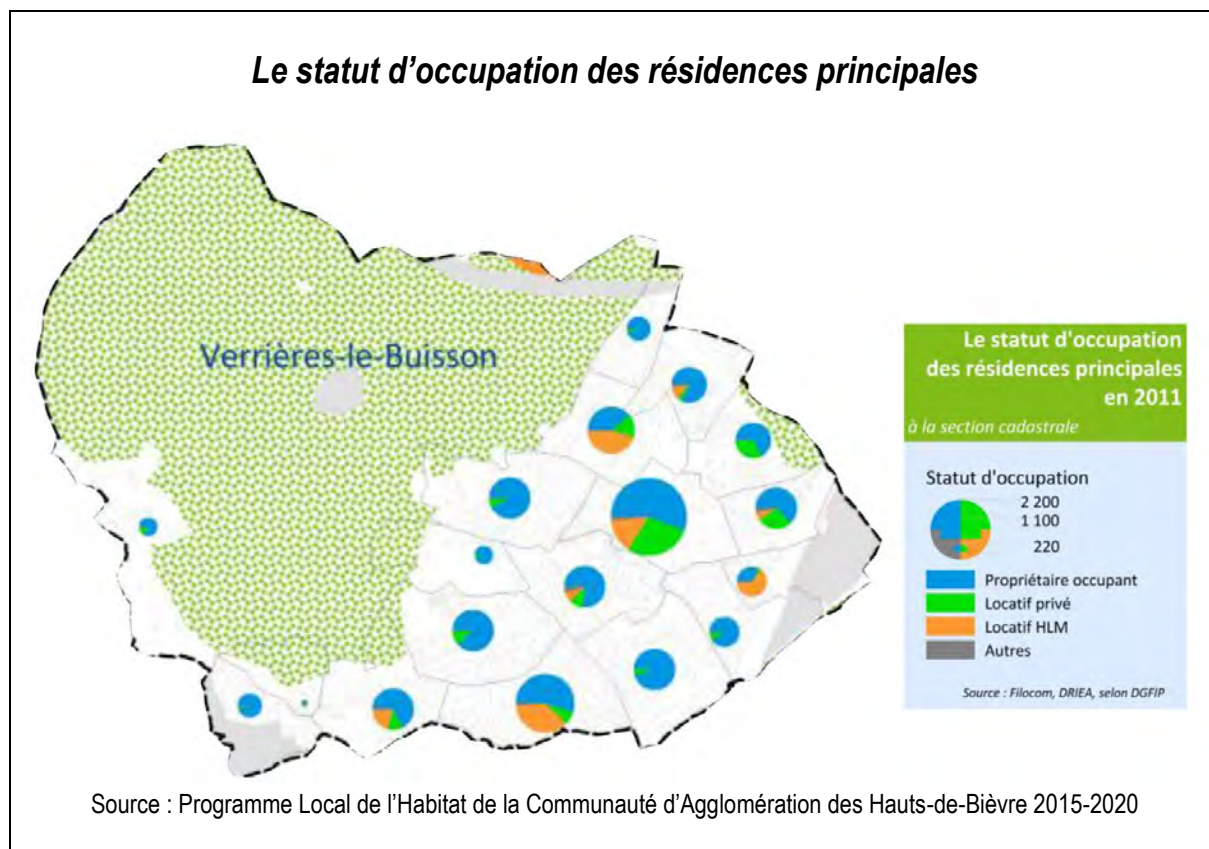 Le statut d’occupation des résidences principales
Verrières-le-Buisson
Le statut d'occupation
des résidences principales
en 2011
à la section cadastrale
Statut d'occupation
2 200
1 100
220
Propriétaire occupant
Locatif privé
Locatif HLM
Autres
Source : Filocom, DRIEA, selon DGFIP
Source : Programme Local de l’Habitat de la Communauté d’Agglomération des Hauts-de-Bièvre 2015-2020